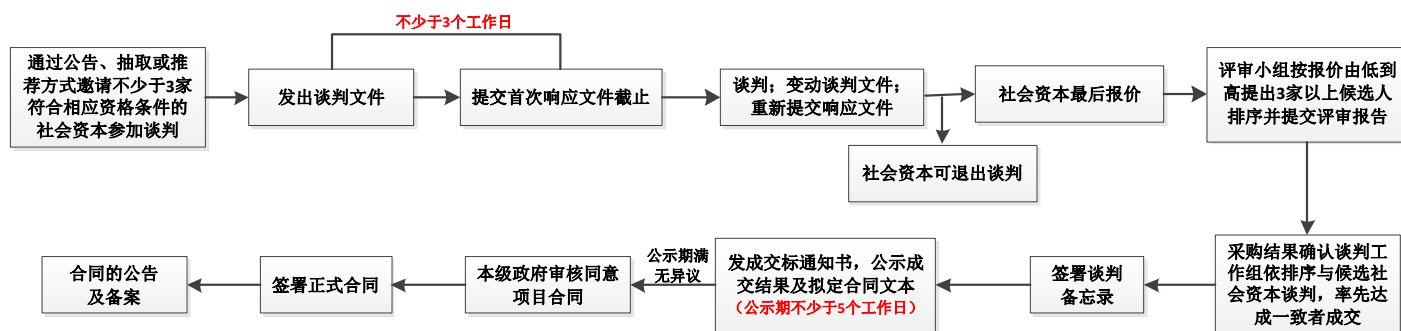 不少于3个工作日
通过公告、抽取或推
荐方式邀请不少于3家
符合相应资格条件的
社会资本参加谈判
发出谈判文件
提交首次响应文件截止
谈判；变动谈判文件；
重新提交响应文件
社会资本最后报价
评审小组按报价由低到
高提出3家以上候选人
排序并提交评审报告
社会资本可退出谈判
采购结果确认谈判工
作组依排序与候选社
会资本谈判，率先达
成一致者成交
签署谈判
备忘录
发成交标通知书，公示成
交结果及拟定合同文本
（公示期不少于5个工作日）
公示期满
无异议
本级政府审核同意
项目合同
签署正式合同
合同的公告
及备案